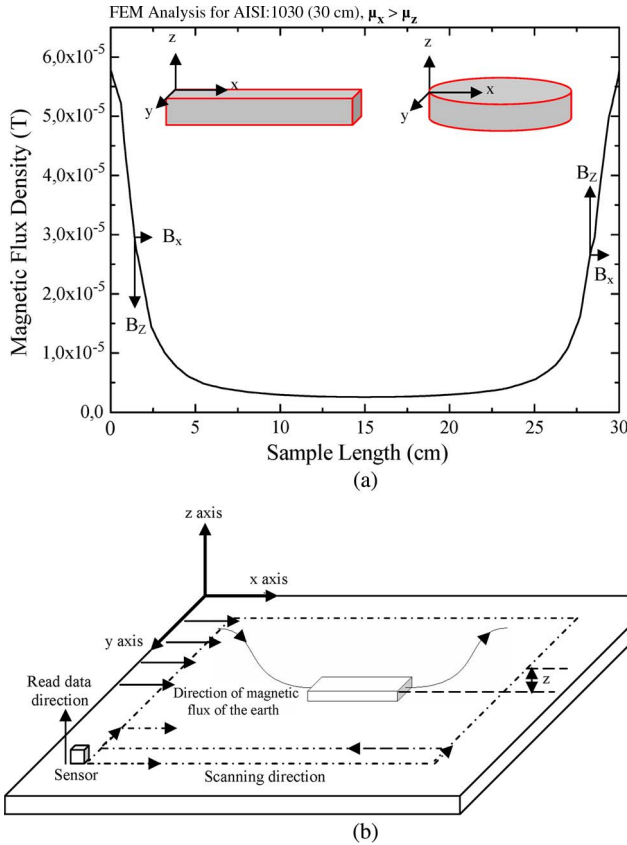 FEM Analysis for AISI:1030 (30 cm), μx > μz
6,0x10-5
5,0x10-5
4,0x10-5
3,0x10-5
2,0x10-5
1,0x10-5
0,0
Magnetic Flux Density (T)
z
x
y
z
x
y
Bx
BZ
BZ
Bx
0 5 10 15 20 25 30
Sample Length (cm)
(a)
z axis
x axis
y axis
Read data
direction
Direction of magnetic
flux of the earth
z
Sensor
Scanning direction
(b)